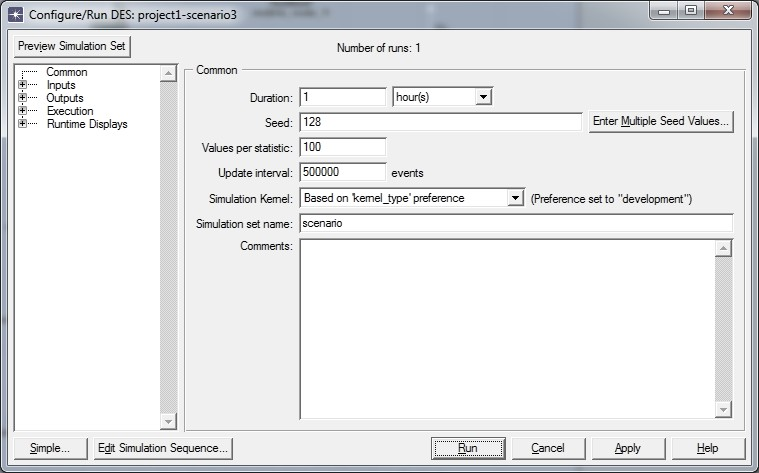 Configure/Run DES: project1-scenario3
Preview Simulation Set
Number of runs: 1
Common
Inputs
Outputs
Execution
Runtime Displays
Common
Duration: 1 hour(s)
Seed: 128 Enter Multiple Seed Values...
Values per statistic: 100
Update interval: 500000 events
Simulation Kernel: Based on 'kernel_type' preference (Preference set to "development")
Simulation set name: scenario
Comments:
Simple... Edit Simulation Sequence... Run Cancel Apply Help